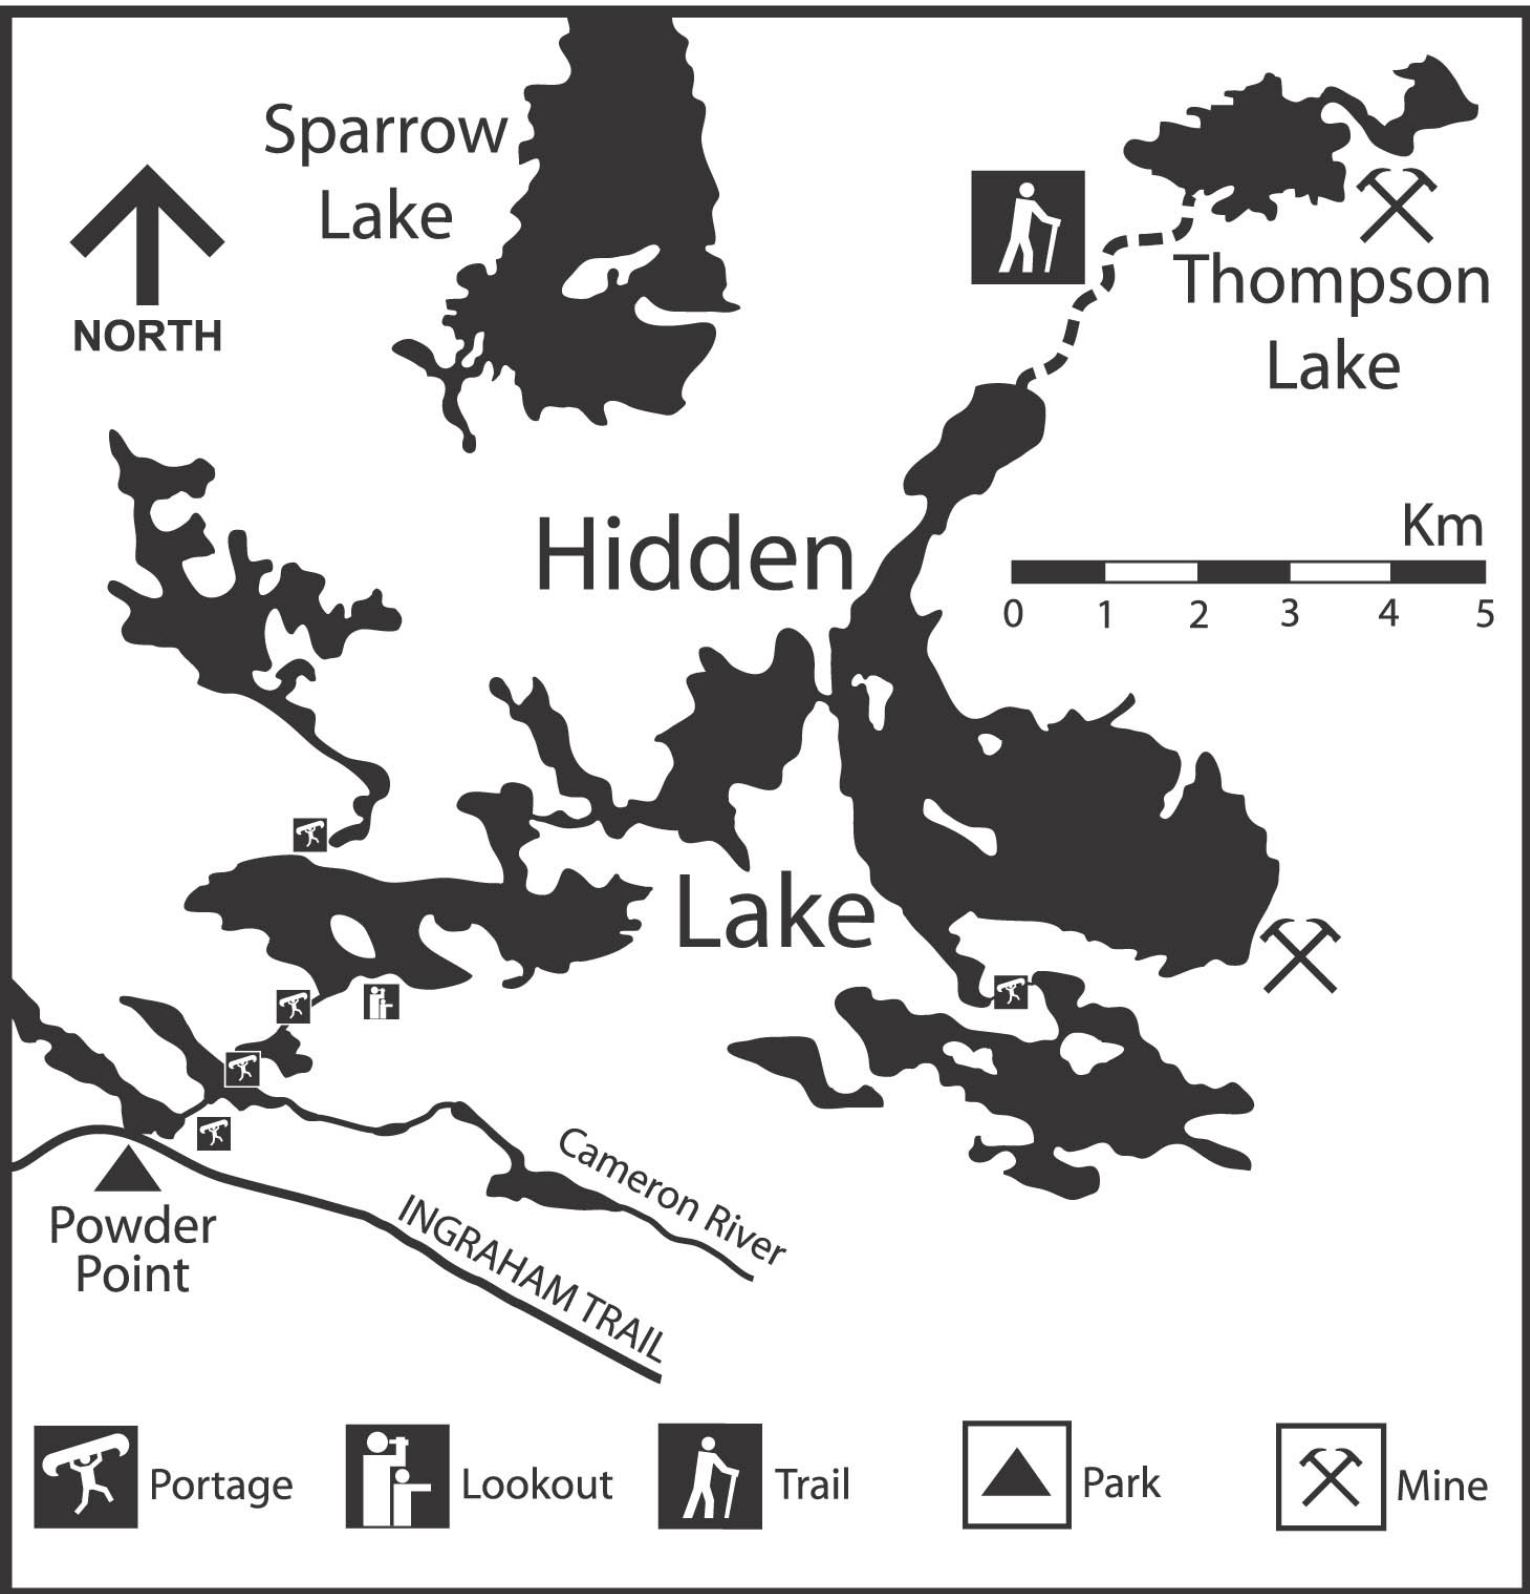 Sparrow
Lake
NORTH
Thompson
Lake
Hidden
Km
0 1 2 3 4 5
Lake
Cameron River
INGRAHAM TRAIL
Powder
Point
Portage
Lookout
Trail
Park
Mine